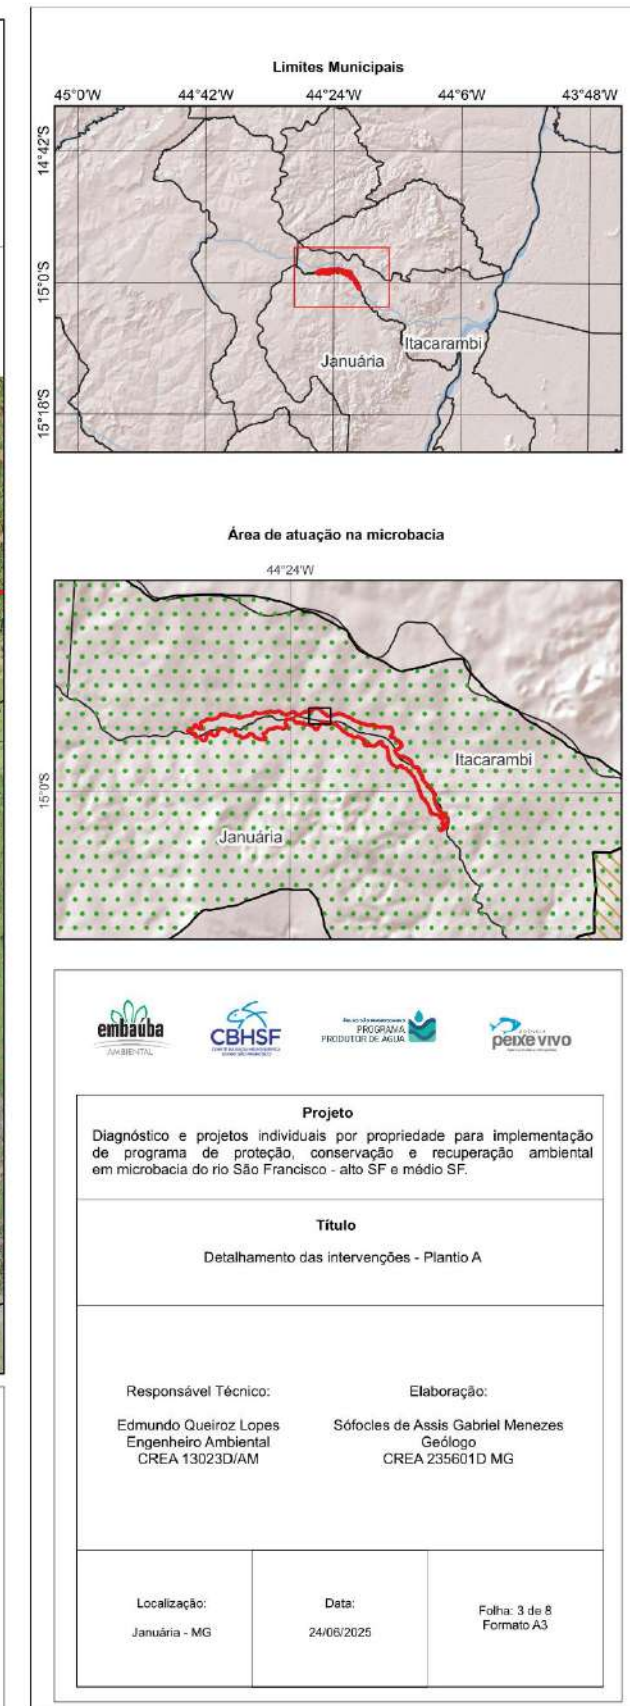 Limites Municipais
45°0'W 44°24'W 44°6'W 43°48'W
44°42'W
14°42'S
15°0'S
15°18'S
Januária
Itacarambi
Área de atuação na microbacia
44°24'W
15°0'S
Itacarambi
Januária
embaúba
AMBIENTAL
CBHSF
PROGRAMA
PRODUTOR DE ÁGUA
peixe vivo
Projeto
Diagnóstico e projetos individuais por propriedade para implementação
de programa de proteção, conservação e recuperação ambiental
em microbacia do rio São Francisco - alto SF e médio SF.
Título
Detalhamento das intervenções - Plantio A
Responsável Técnico:
Edmundo Queiroz Lopes
Engenheiro Ambiental
CREA 13023D/AM
Elaboração:
Sófocles de Assis Gabriel Menezes
Geólogo
CREA 235601D MG
Localização:
Januária - MG
Data:
24/06/2025
Folha: 3 de 8
Formato A3